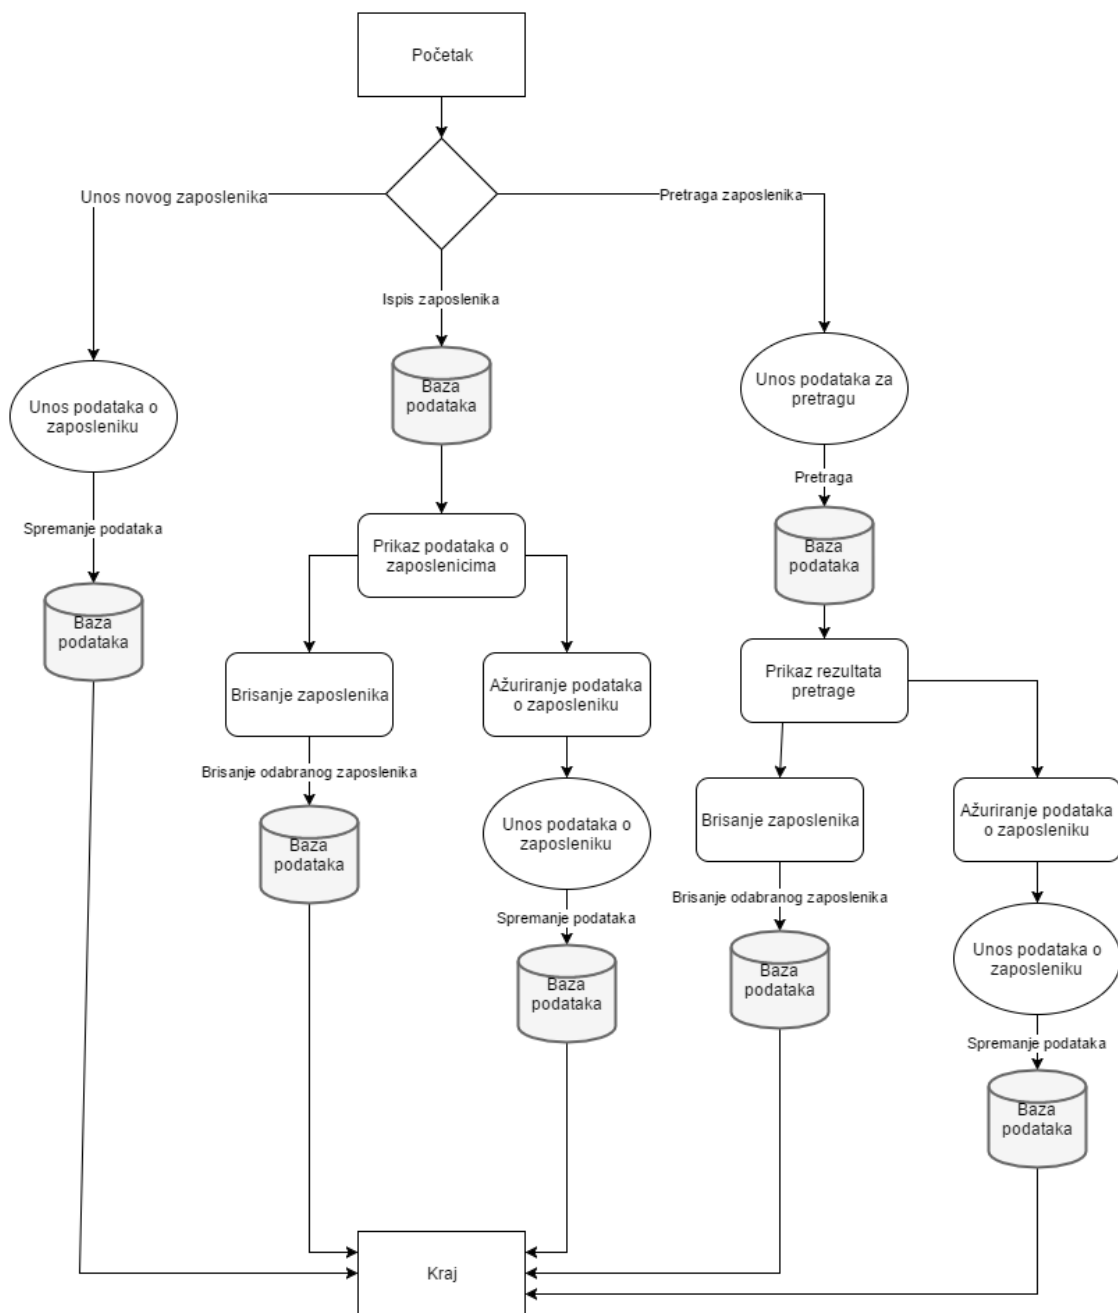 Početak
Unos novog zaposlenika
Pretraga zaposlenika
Ispis zaposlenika
Baza
podataka
Unos podataka za
pretragu
Unos podataka o
zaposleniku
Pretraga
Spremanje podataka
Prikaz podataka o
zaposlenicima
Baza
podataka
Baza
podataka
Brisanje zaposlenika
Ažuriranje podataka
o zaposleniku
Prikaz rezultata
pretrage
Brisanje odabranog zaposlenika
Baza
podataka
Unos podataka o
zaposleniku
Brisanje zaposlenika
Ažuriranje podataka
o zaposleniku
Spremanje podataka
Brisanje odabranog zaposlenika
Baza
podataka
Baza
podataka
Unos podataka o
zaposleniku
Spremanje podataka
Baza
podataka
Kraj